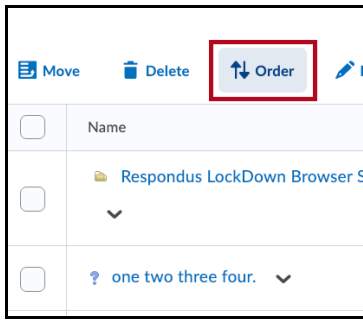 Move Delete Order
Name
Respondus LockDown Browser
one two three four.